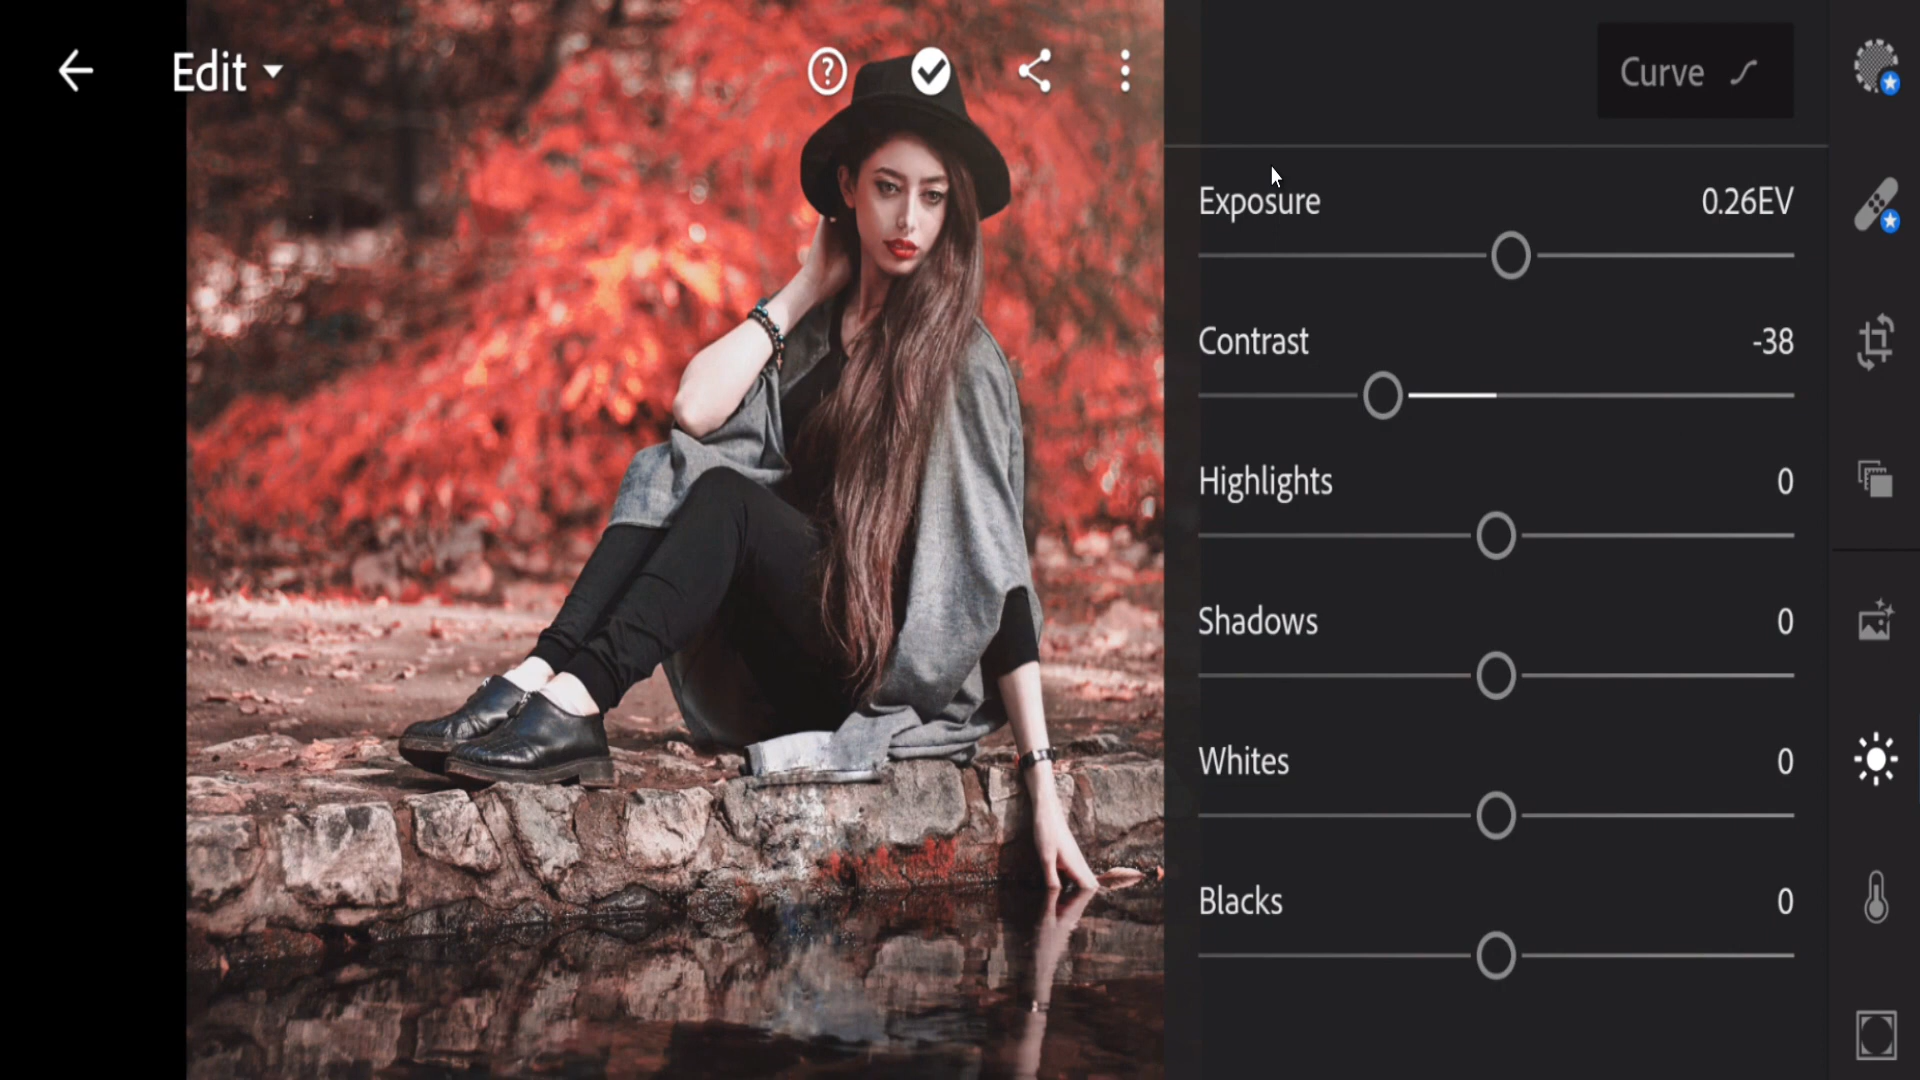 Edit
Curve
Exposure 0.26EV
Contrast -38
Highlights 0
Shadows 0
Whites 0
Blacks 0